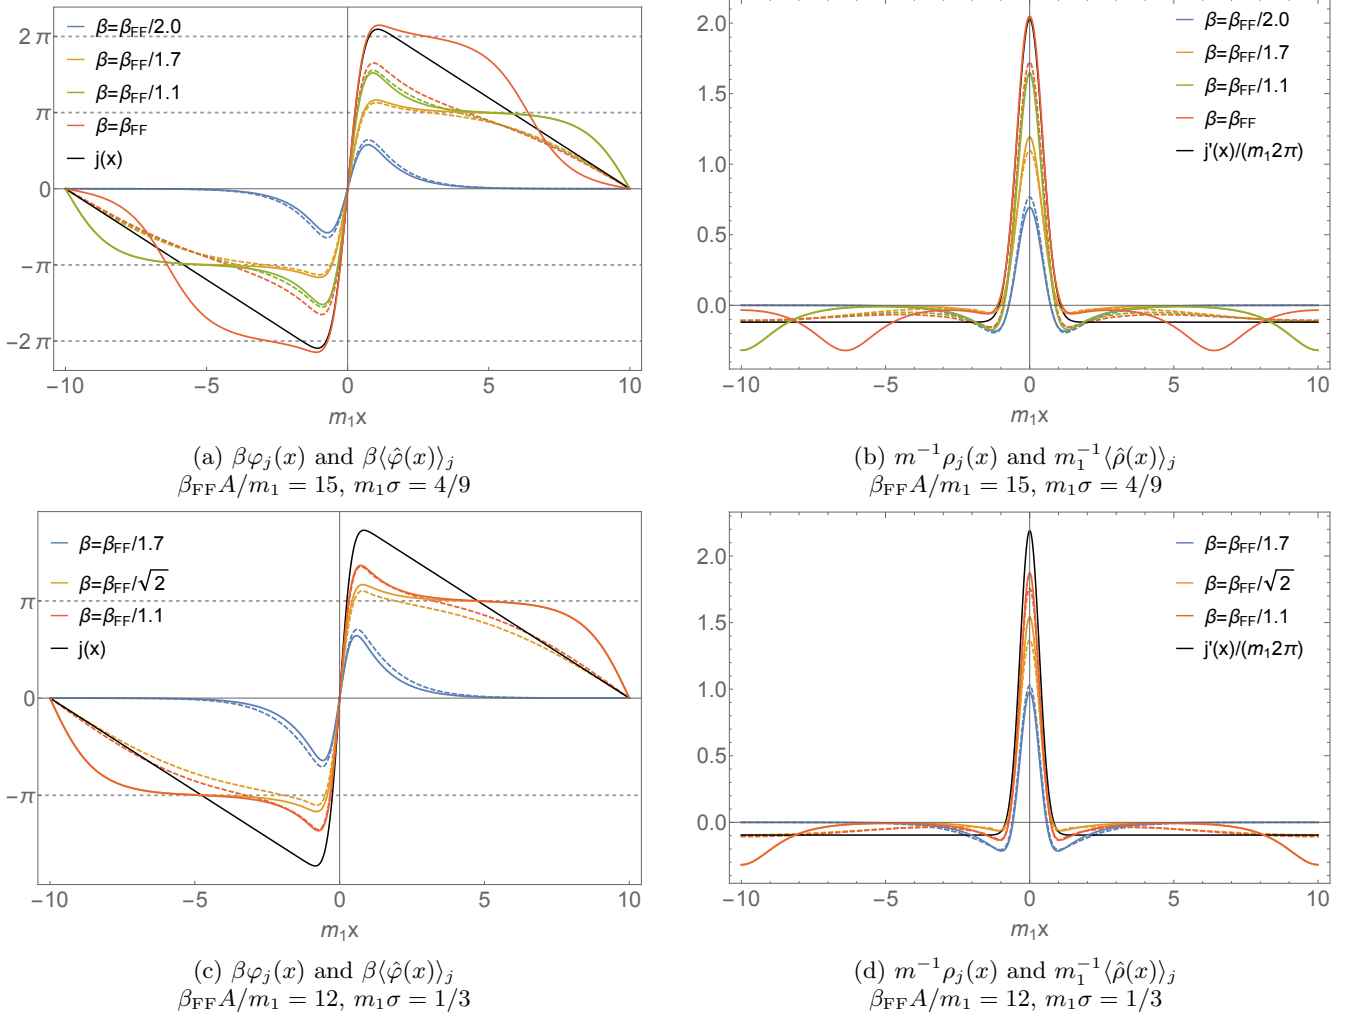 β=β_FF/2.0
β=β_FF/1.7
β=β_FF/1.1
β=β_FF
j(x)
2 π
π
0
−π
−2 π
−10
−5
0
5
10
m₁x
(a) βφ_j(x) and β⟨φ̂(x)⟩_j
β_FF A/m₁ = 15, m₁σ = 4/9
β=β_FF/2.0
β=β_FF/1.7
β=β_FF/1.1
β=β_FF
j'(x)/(m₁2π)
2.0
1.5
1.0
0.5
0.0
−10
−5
0
5
10
m₁x
(b) m⁻¹ρ_j(x) and m₁⁻¹⟨ρ̂(x)⟩_j
β_FF A/m₁ = 15, m₁σ = 4/9
β=β_FF/1.7
β=β_FF/√2
β=β_FF/1.1
j(x)
π
0
−π
−10
−5
0
5
10
m₁x
(c) βφ_j(x) and β⟨φ̂(x)⟩_j
β_FF A/m₁ = 12, m₁σ = 1/3
β=β_FF/1.7
β=β_FF/√2
β=β_FF/1.1
j'(x)/(m₁2π)
2.0
1.5
1.0
0.5
0.0
−10
−5
0
5
10
m₁x
(d) m⁻¹ρ_j(x) and m₁⁻¹⟨ρ̂(x)⟩_j
β_FF A/m₁ = 12, m₁σ = 1/3